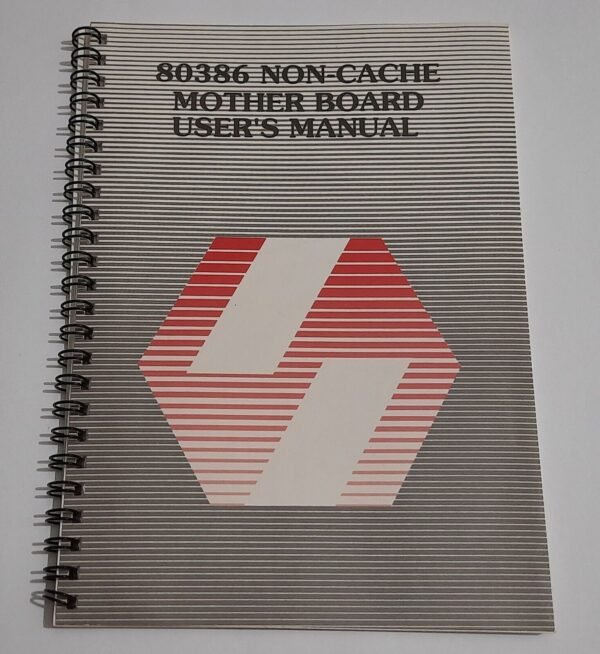 80386 NON-CACHE
MOTHER BOARD
USER'S MANUAL